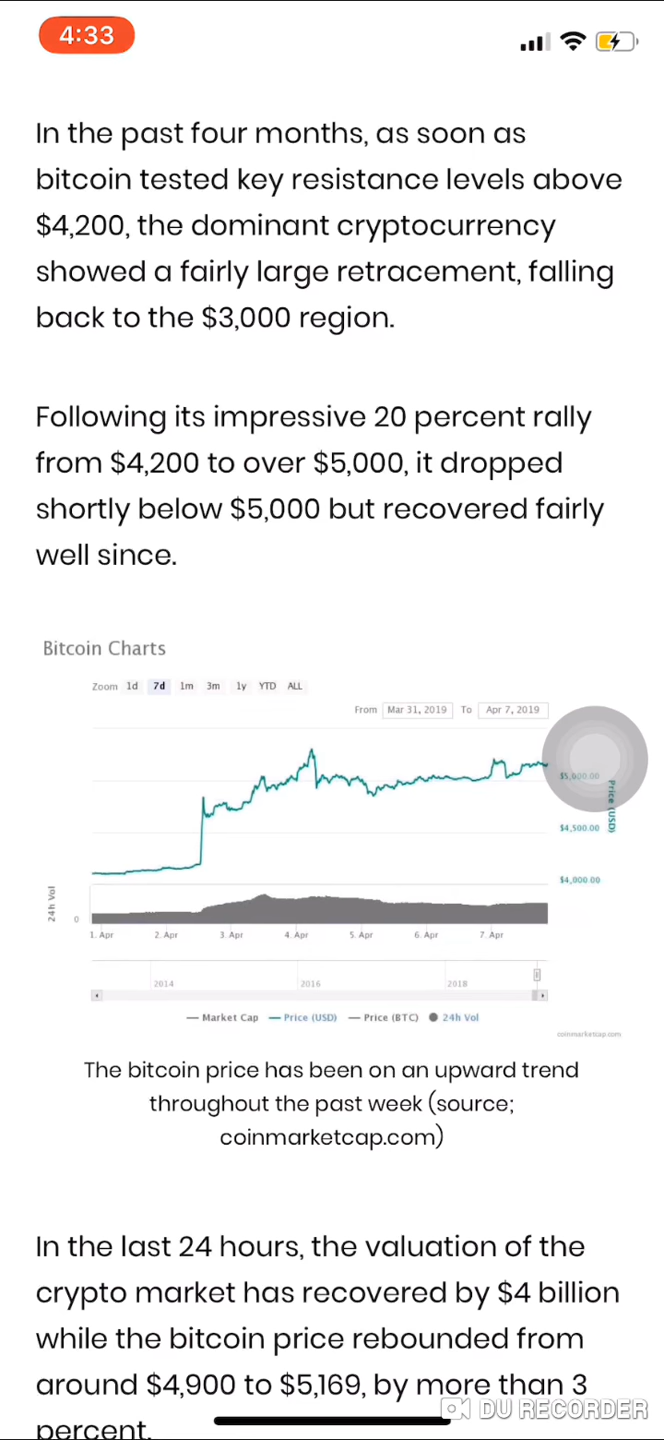 4:33
In the past four months, as soon as
bitcoin tested key resistance levels above
$4,200, the dominant cryptocurrency
showed a fairly large retracement, falling
back to the $3,000 region.
Following its impressive 20 percent rally
from $4,200 to over $5,000, it dropped
shortly below $5,000 but recovered fairly
well since.
Bitcoin Charts
Zoom 1d 7d 1m 3m 1y YTD ALL
From Mar 31, 2019 To Apr 7, 2019
$5,000.00
$4,500.00
$4,000.00
Price (USD)
24h Vol
0
1. Apr 2. Apr 3. Apr 4. Apr 5. Apr 6. Apr 7. Apr
2014 2016 2018
Market Cap Price (USD) Price (BTC) 24h Vol
coinmarketcap.com
The bitcoin price has been on an upward trend
throughout the past week (source;
coinmarketcap.com)
In the last 24 hours, the valuation of the
crypto market has recovered by $4 billion
while the bitcoin price rebounded from
around $4,900 to $5,169, by more than 3
percent.
DU RECORDER